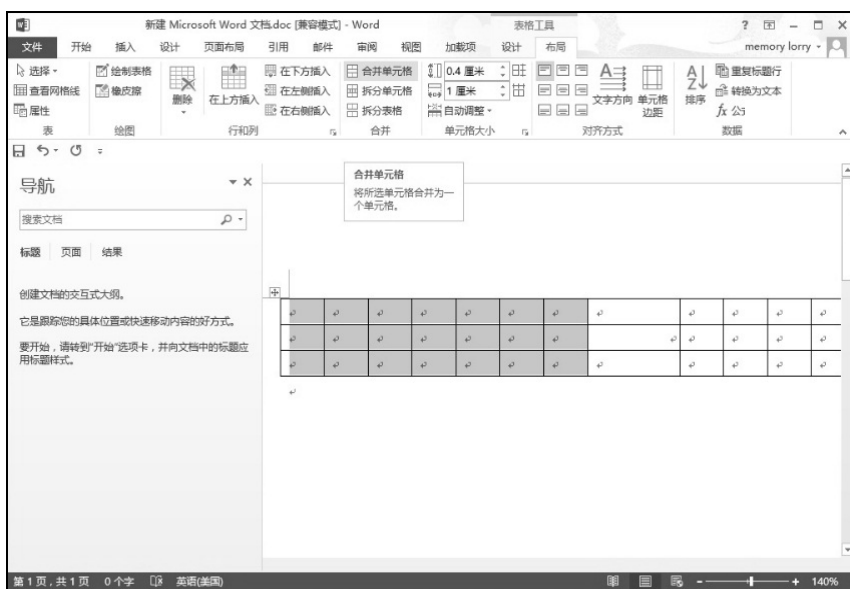 新建 Microsoft Word 文档.doc [兼容模式] - Word
表格工具
文件 开始 插入 设计 页面布局 引用 邮件 审阅 视图 加载项 设计 布局 memory lorry
选择 绘制表格 在下方插入 合并单元格 0.4 厘米 重复标题行
查看网格线 橡皮擦 删除 在上方插入 在左侧插入 拆分单元格 1 厘米 文字方向 单元格边距 排序 转换为文本
属性 在右侧插入 拆分表格 自动调整 fx 公式
表 绘图 行和列 合并 单元格大小 对齐方式 数据
合并单元格
将所选单元格合并为一
个单元格。
导航
搜索文档
标题 页面 结果
创建文档的交互式大纲。
它是跟踪您的具体位置或快速移动内容的好方式。
要开始，请转到“开始”选项卡，并向文档中的标题应
用标题样式。
第 1 页，共 1 页 0 个字 英语(美国) 140%